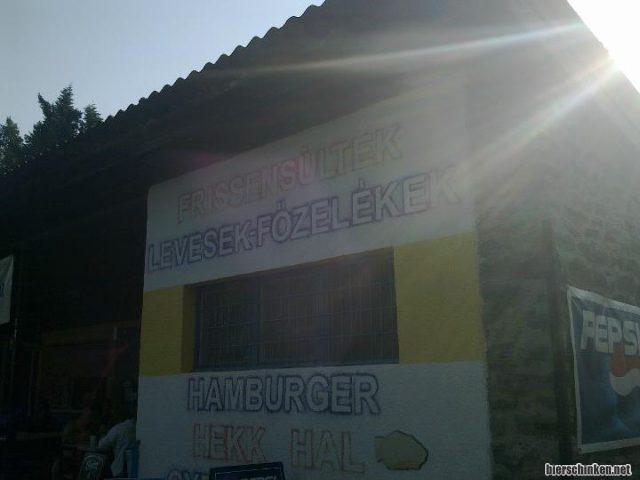 FRISSENSÜLTEK
LEVESEK-FŐZELÉKEK
HAMBURGER
HEKK HAL
PEPSI
bierschinken.net